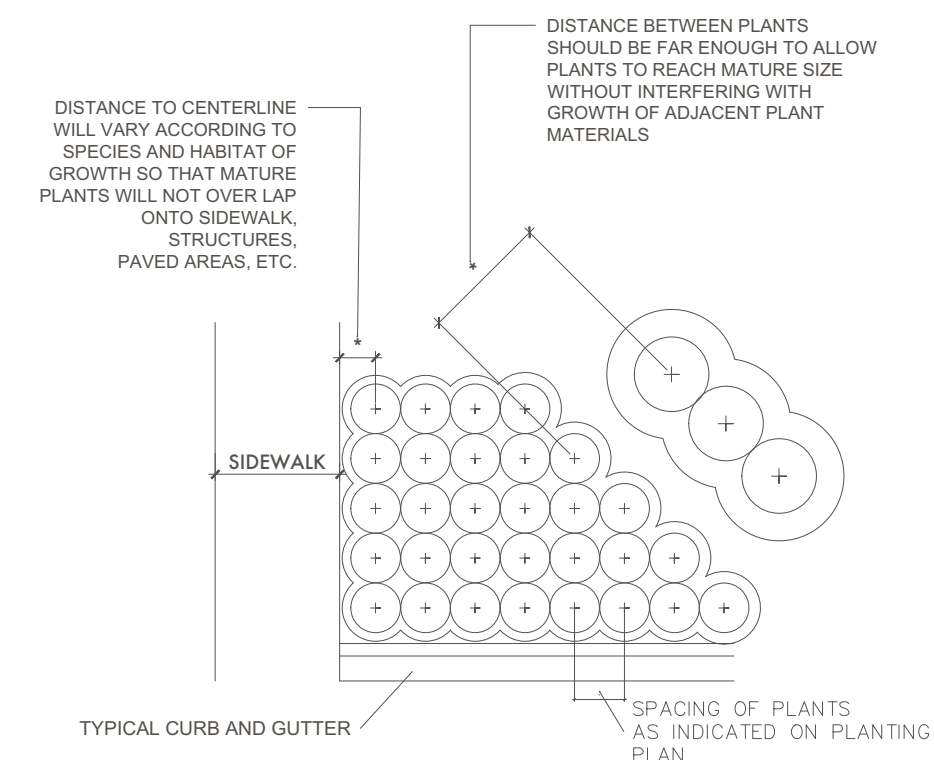 DISTANCE BETWEEN PLANTS
SHOULD BE FAR ENOUGH TO ALLOW
PLANTS TO REACH MATURE SIZE
WITHOUT INTERFERING WITH
GROWTH OF ADJACENT PLANT
MATERIALS
DISTANCE TO CENTERLINE
WILL VARY ACCORDING TO
SPECIES AND HABITAT OF
GROWTH SO THAT MATURE
PLANTS WILL NOT OVER LAP
ONTO SIDEWALK,
STRUCTURES,
PAVED AREAS, ETC.
*
*
SIDEWALK
TYPICAL CURB AND GUTTER
SPACING OF PLANTS
AS INDICATED ON PLANTING
PLAN